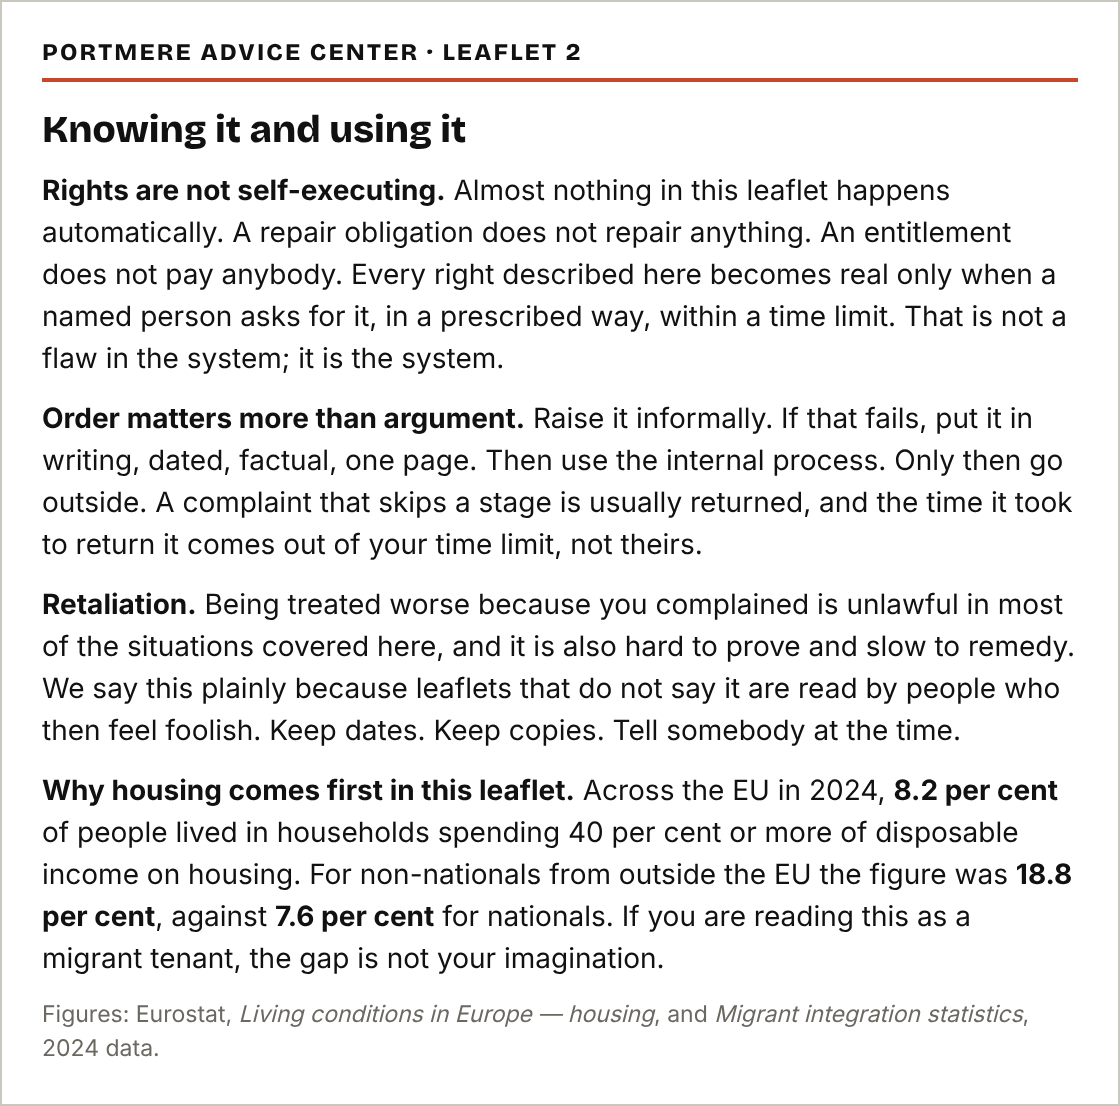 PORTMERE ADVICE CENTER · LEAFLET 2
Knowing it and using it
Rights are not self-executing. Almost nothing in this leaflet happens
automatically. A repair obligation does not repair anything. An entitlement
does not pay anybody. Every right described here becomes real only when a
named person asks for it, in a prescribed way, within a time limit. That is not a
flaw in the system; it is the system.
Order matters more than argument. Raise it informally. If that fails, put it in
writing, dated, factual, one page. Then use the internal process. Only then go
outside. A complaint that skips a stage is usually returned, and the time it took
to return it comes out of your time limit, not theirs.
Retaliation. Being treated worse because you complained is unlawful in most
of the situations covered here, and it is also hard to prove and slow to remedy.
We say this plainly because leaflets that do not say it are read by people who
then feel foolish. Keep dates. Keep copies. Tell somebody at the time.
Why housing comes first in this leaflet. Across the EU in 2024, 8.2 per cent
of people lived in households spending 40 per cent or more of disposable
income on housing. For non-nationals from outside the EU the figure was 18.8
per cent, against 7.6 per cent for nationals. If you are reading this as a
migrant tenant, the gap is not your imagination.
Figures: Eurostat, Living conditions in Europe — housing, and Migrant integration statistics,
2024 data.